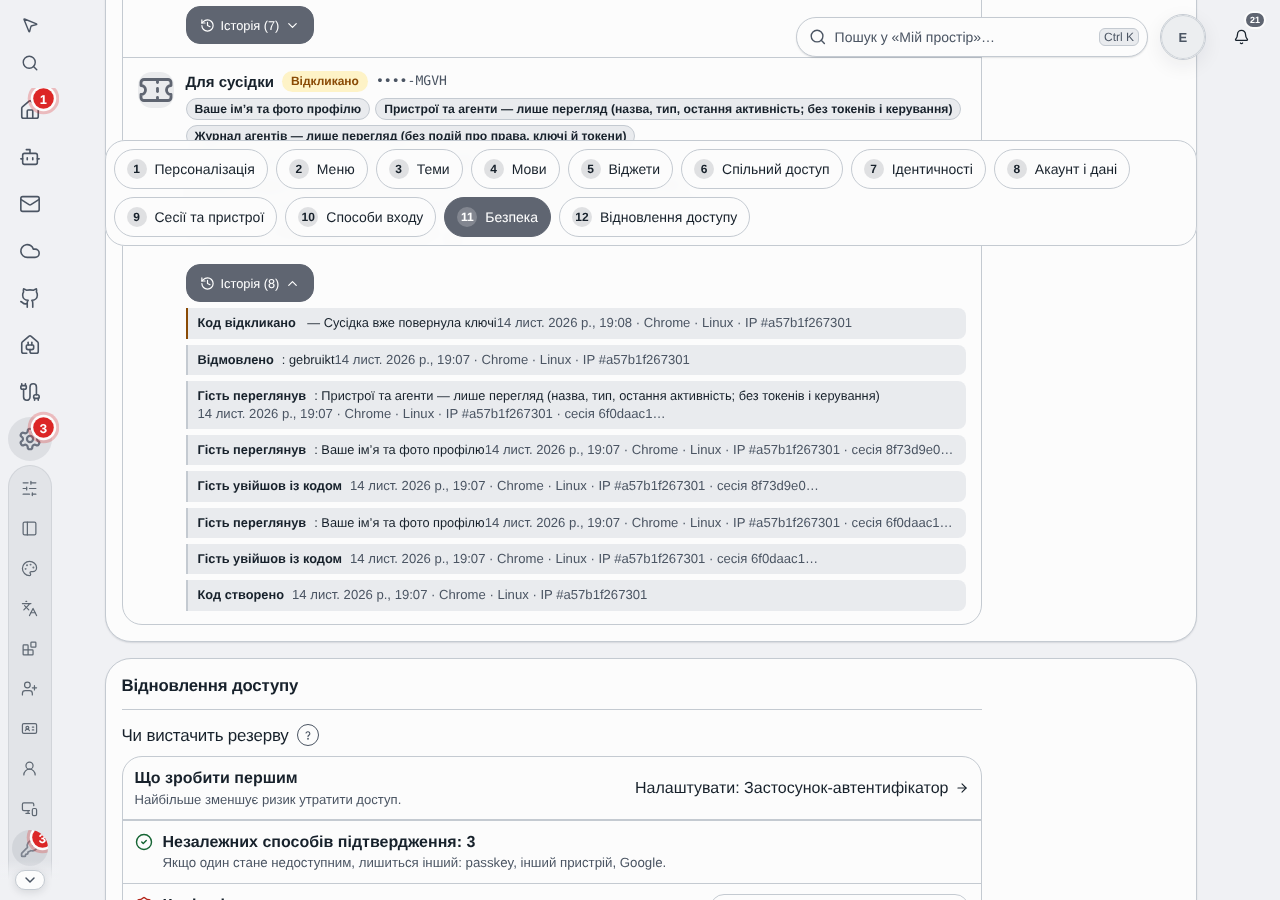 Історія (7)
Пошук у «Мій простір»…
Ctrl K
E
21
1
Для сусідки
Відкликано
••••-MGVH
Ваше ім’я та фото профілю
Пристрої та агенти — лише перегляд (назва, тип, остання активність; без токенів і керування)
Журнал агентів — лише перегляд (без подій про права, ключі й токени)
1 Персоналізація
2 Меню
3 Теми
4 Мови
5 Віджети
6 Спільний доступ
7 Ідентичності
8 Акаунт і дані
9 Сесії та пристрої
10 Способи входу
11 Безпека
12 Відновлення доступу
Історія (8)
Код відкликано — Сусідка вже повернула ключі14 лист. 2026 р., 19:08 · Chrome · Linux · IP #a57b1f267301
Відмовлено : gebruikt14 лист. 2026 р., 19:07 · Chrome · Linux · IP #a57b1f267301
Гість переглянув : Пристрої та агенти — лише перегляд (назва, тип, остання активність; без токенів і керування)
14 лист. 2026 р., 19:07 · Chrome · Linux · IP #a57b1f267301 · сесія 6f0daac1…
3
Гість переглянув : Ваше ім’я та фото профілю14 лист. 2026 р., 19:07 · Chrome · Linux · IP #a57b1f267301 · сесія 8f73d9e0…
Гість увійшов із кодом 14 лист. 2026 р., 19:07 · Chrome · Linux · IP #a57b1f267301 · сесія 8f73d9e0…
Гість переглянув : Ваше ім’я та фото профілю14 лист. 2026 р., 19:07 · Chrome · Linux · IP #a57b1f267301 · сесія 6f0daac1…
Гість увійшов із кодом 14 лист. 2026 р., 19:07 · Chrome · Linux · IP #a57b1f267301 · сесія 6f0daac1…
Код створено 14 лист. 2026 р., 19:07 · Chrome · Linux · IP #a57b1f267301
Відновлення доступу
Чи вистачить резерву ?
Що зробити першим
Найбільше зменшує ризик утратити доступ.
Налаштувати: Застосунок-автентифікатор
Незалежних способів підтвердження: 3
Якщо один стане недоступним, лишиться інший: passkey, інший пристрій, Google.